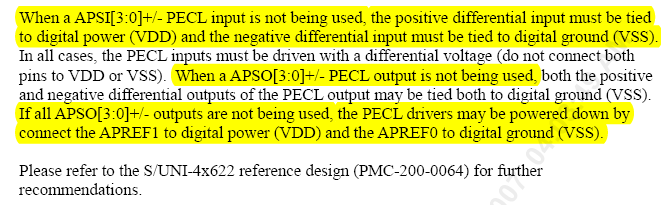 When a APSI[3:0]+/- PECL input is not being used, the positive differential input must be tied
to digital power (VDD) and the negative differential input must be tied to digital ground (VSS).
In all cases, the PECL inputs must be driven with a differential voltage (do not connect both
pins to VDD or VSS). When a APSO[3:0]+/- PECL output is not being used, both the positive
and negative differential outputs of the PECL output may be tied both to digital ground (VSS).
If all APSO[3:0]+/- outputs are not being used, the PECL drivers may be powered down by
connect the APREF1 to digital power (VDD) and the APREF0 to digital ground (VSS).
Please refer to the S/UNI-4x622 reference design (PMC-200-0064) for further
recommendations.